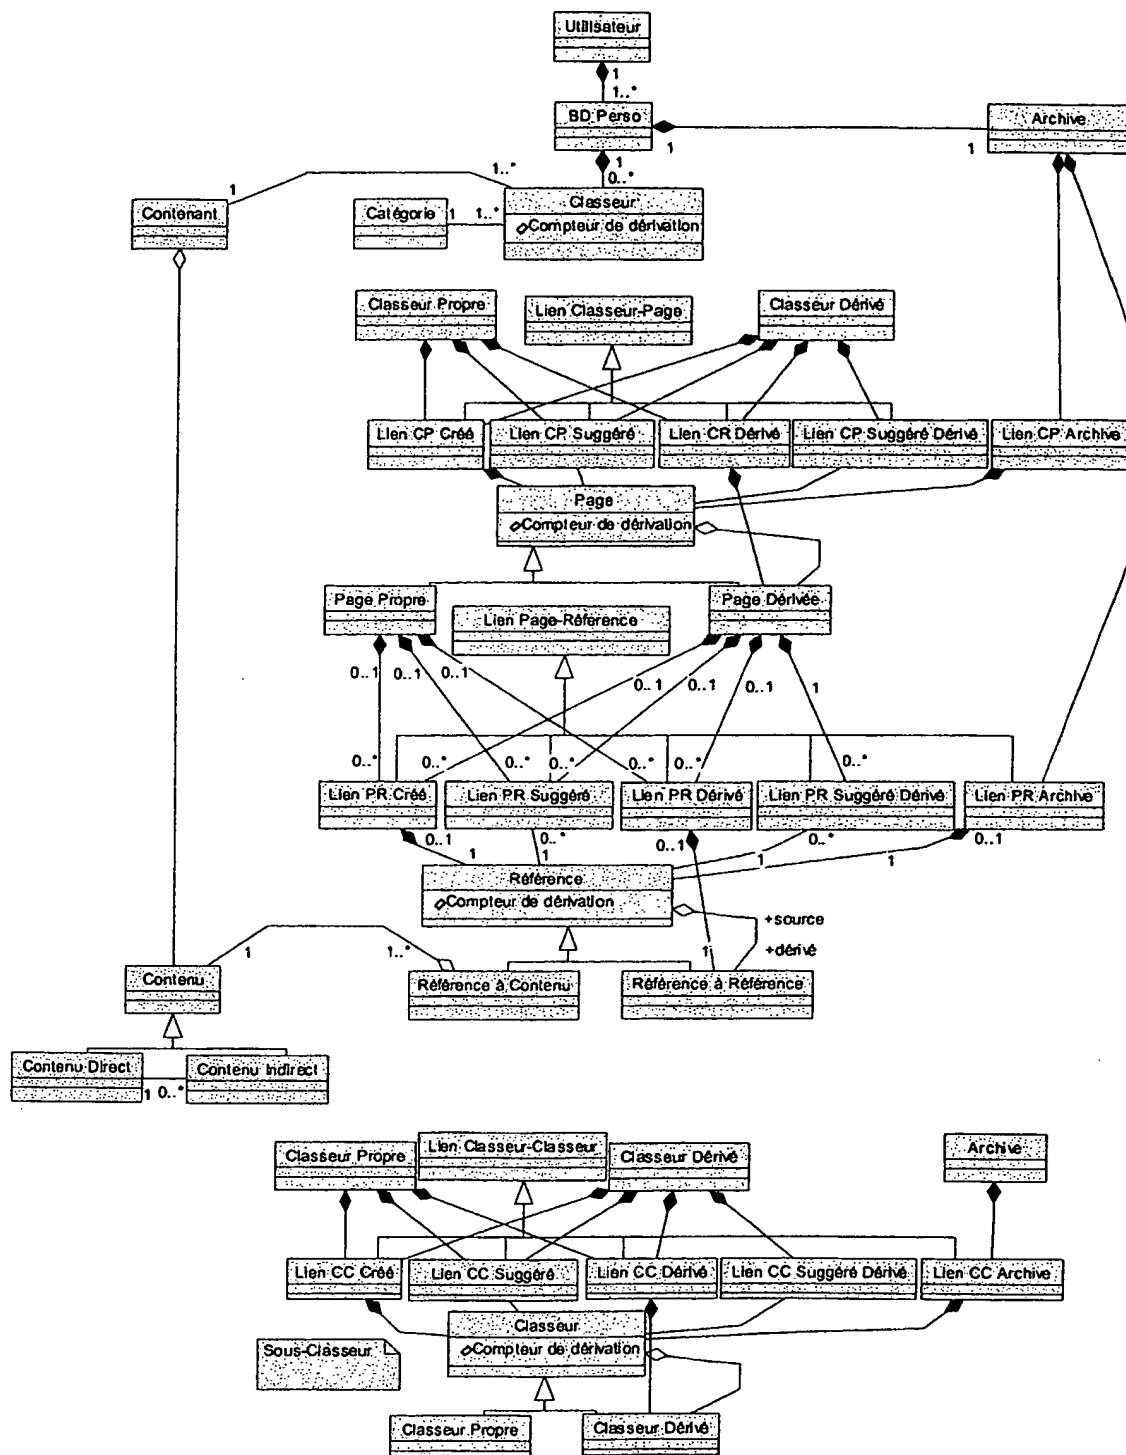 Utilisateur
1
1..*
BD Perso
1
1
Archive
1
0..*
1..*
1
Contenant
Catégorie
1
1..*
Classeur
Compteur de dérivation
Classeur Propre
Lien Classeur-Page
Classeur Dérivé
Lien CP Créé
Lien CP Suggéré
Lien CR Dérivé
Lien CP Suggéré Dérivé
Lien CP Archive
Page
Compteur de dérivation
Page Propre
Lien Page-Référence
Page Dérivée
0..1
0..1
0..1
0..1
0..1
0..1
1
0..*
0..*
0..*
0..*
0..*
0..*
0..*
Lien PR Créé
Lien PR Suggéré
Lien PR Dérivé
Lien PR Suggéré Dérivé
Lien PR Archive
0..1
1
0..*
1
0..1
1
0..*
1
0..1
Référence
Compteur de dérivation
+source
+dérivé
1
1..*
1
Contenu
Référence à Contenu
Référence à Référence
Contenu Direct
1
0..*
Contenu Indirect
Classeur Propre
Lien Classeur-Classeur
Classeur Dérivé
Archive
Lien CC Créé
Lien CC Suggéré
Lien CC Dérivé
Lien CC Suggéré Dérivé
Lien CC Archive
Classeur
Compteur de dérivation
Sous-Classeur
Classeur Propre
Classeur Dérivé